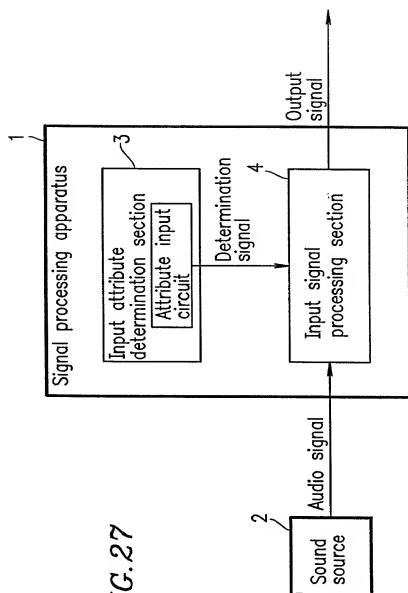 1
Signal processing apparatus
3
Input attribute
determination section
Attribute input
circuit
Determination
signal
4
Input signal
processing section
Output
signal
Audio signal
2
Sound
source
G.27